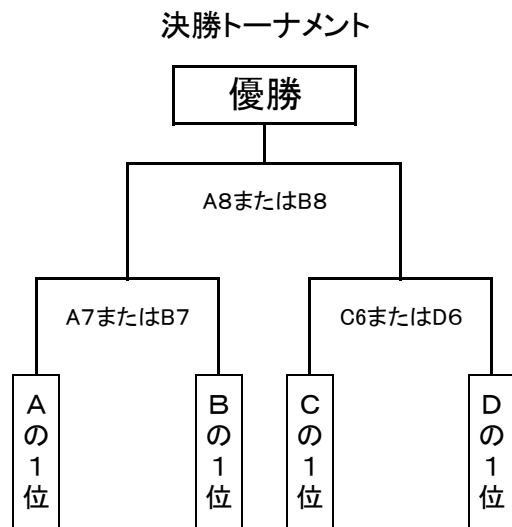 決勝トーナメント
優勝
A8またはB8
A7またはB7
C6またはD6
Aの1位
Bの1位
Cの1位
Dの1位